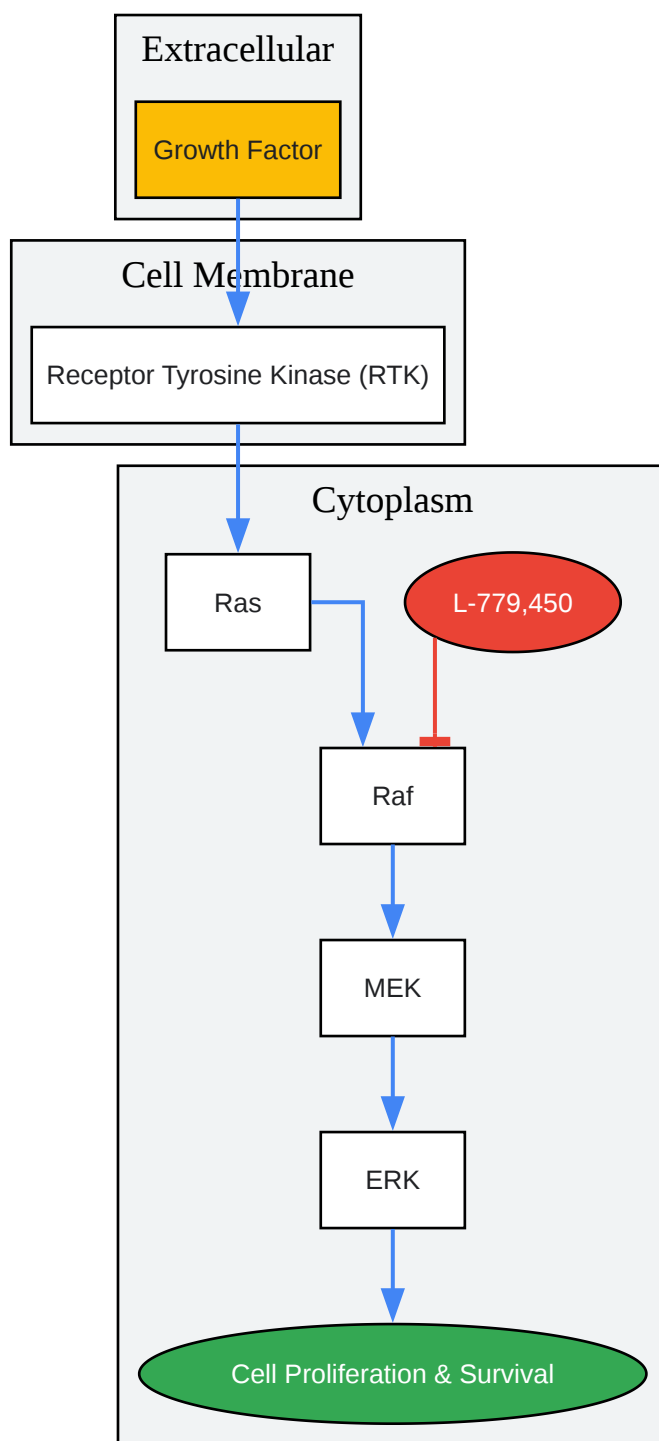 Extracellular
Growth Factor
Cell Membrane
Receptor Tyrosine Kinase (RTK)
Cytoplasm
Ras
L-779,450
Raf
MEK
ERK
Cell Proliferation & Survival